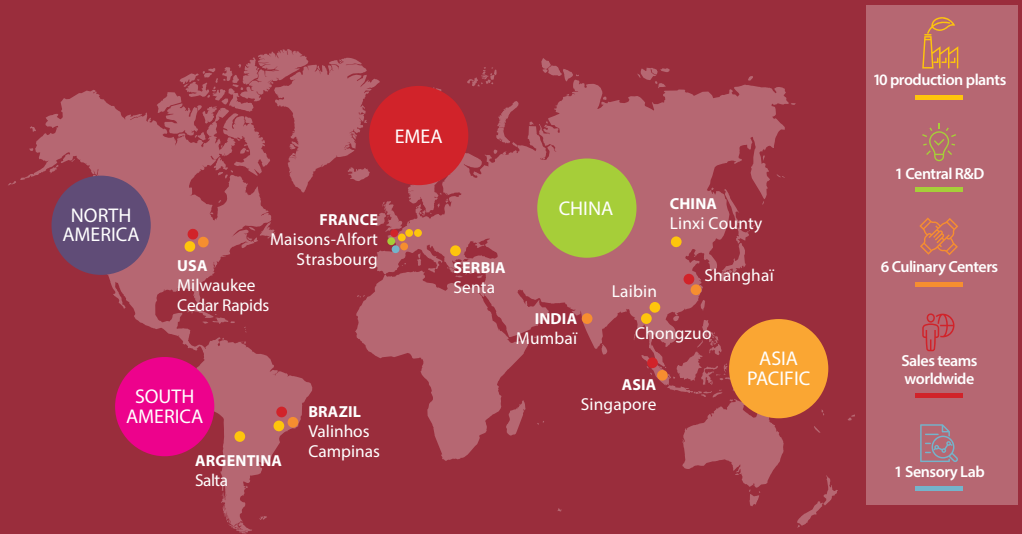 EMEA
NORTH
AMERICA
CHINA
CHINA
Linxi County
FRANCE
Maisons-Alfort
Strasbourg
USA
Milwaukee
Cedar Rapids
SERBIA
Senta
Shanghaï
Laibin
Chongzuo
INDIA
Mumbaï
ASIA
PACIFIC
ASIA
Singapore
SOUTH
AMERICA
BRAZIL
Valinhos
Campinas
ARGENTINA
Salta
10 production plants
1 Central R&D
6 Culinary Centers
Sales teams
worldwide
1 Sensory Lab